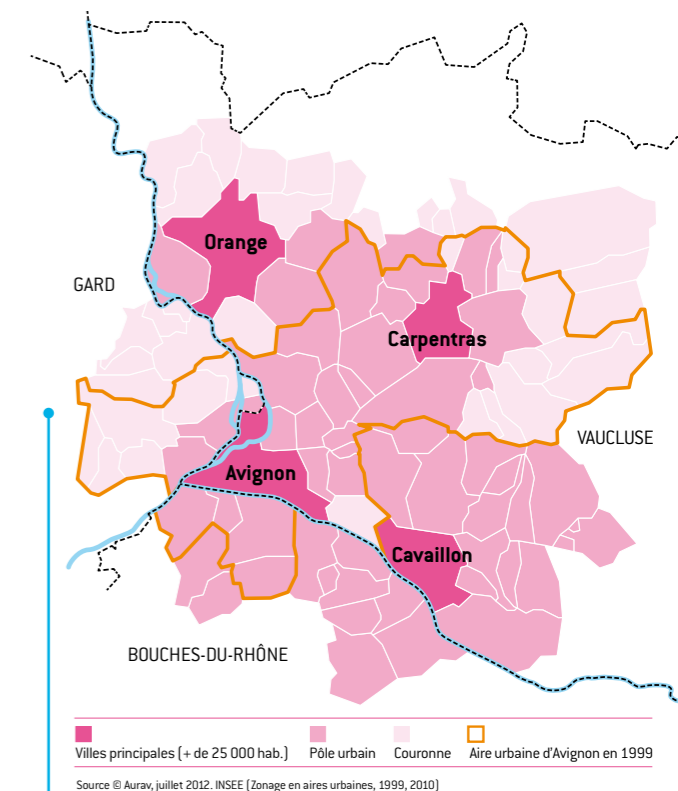 Orange
GARD
Carpentras
VAUCLUSE
Avignon
Cavaillon
BOUCHES-DU-RHÔNE
Villes principales (+ de 25 000 hab.) Pôle urbain Couronne Aire urbaine d'Avignon en 1999
Source © Aurav, juillet 2012. INSEE (Zonage en aires urbaines, 1999, 2010)